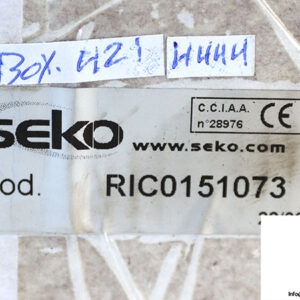 BOX. 421 HHHH
C.C.I.A.A.
n°28976 CE
SEKO
www.seko.com
od. RIC0151073